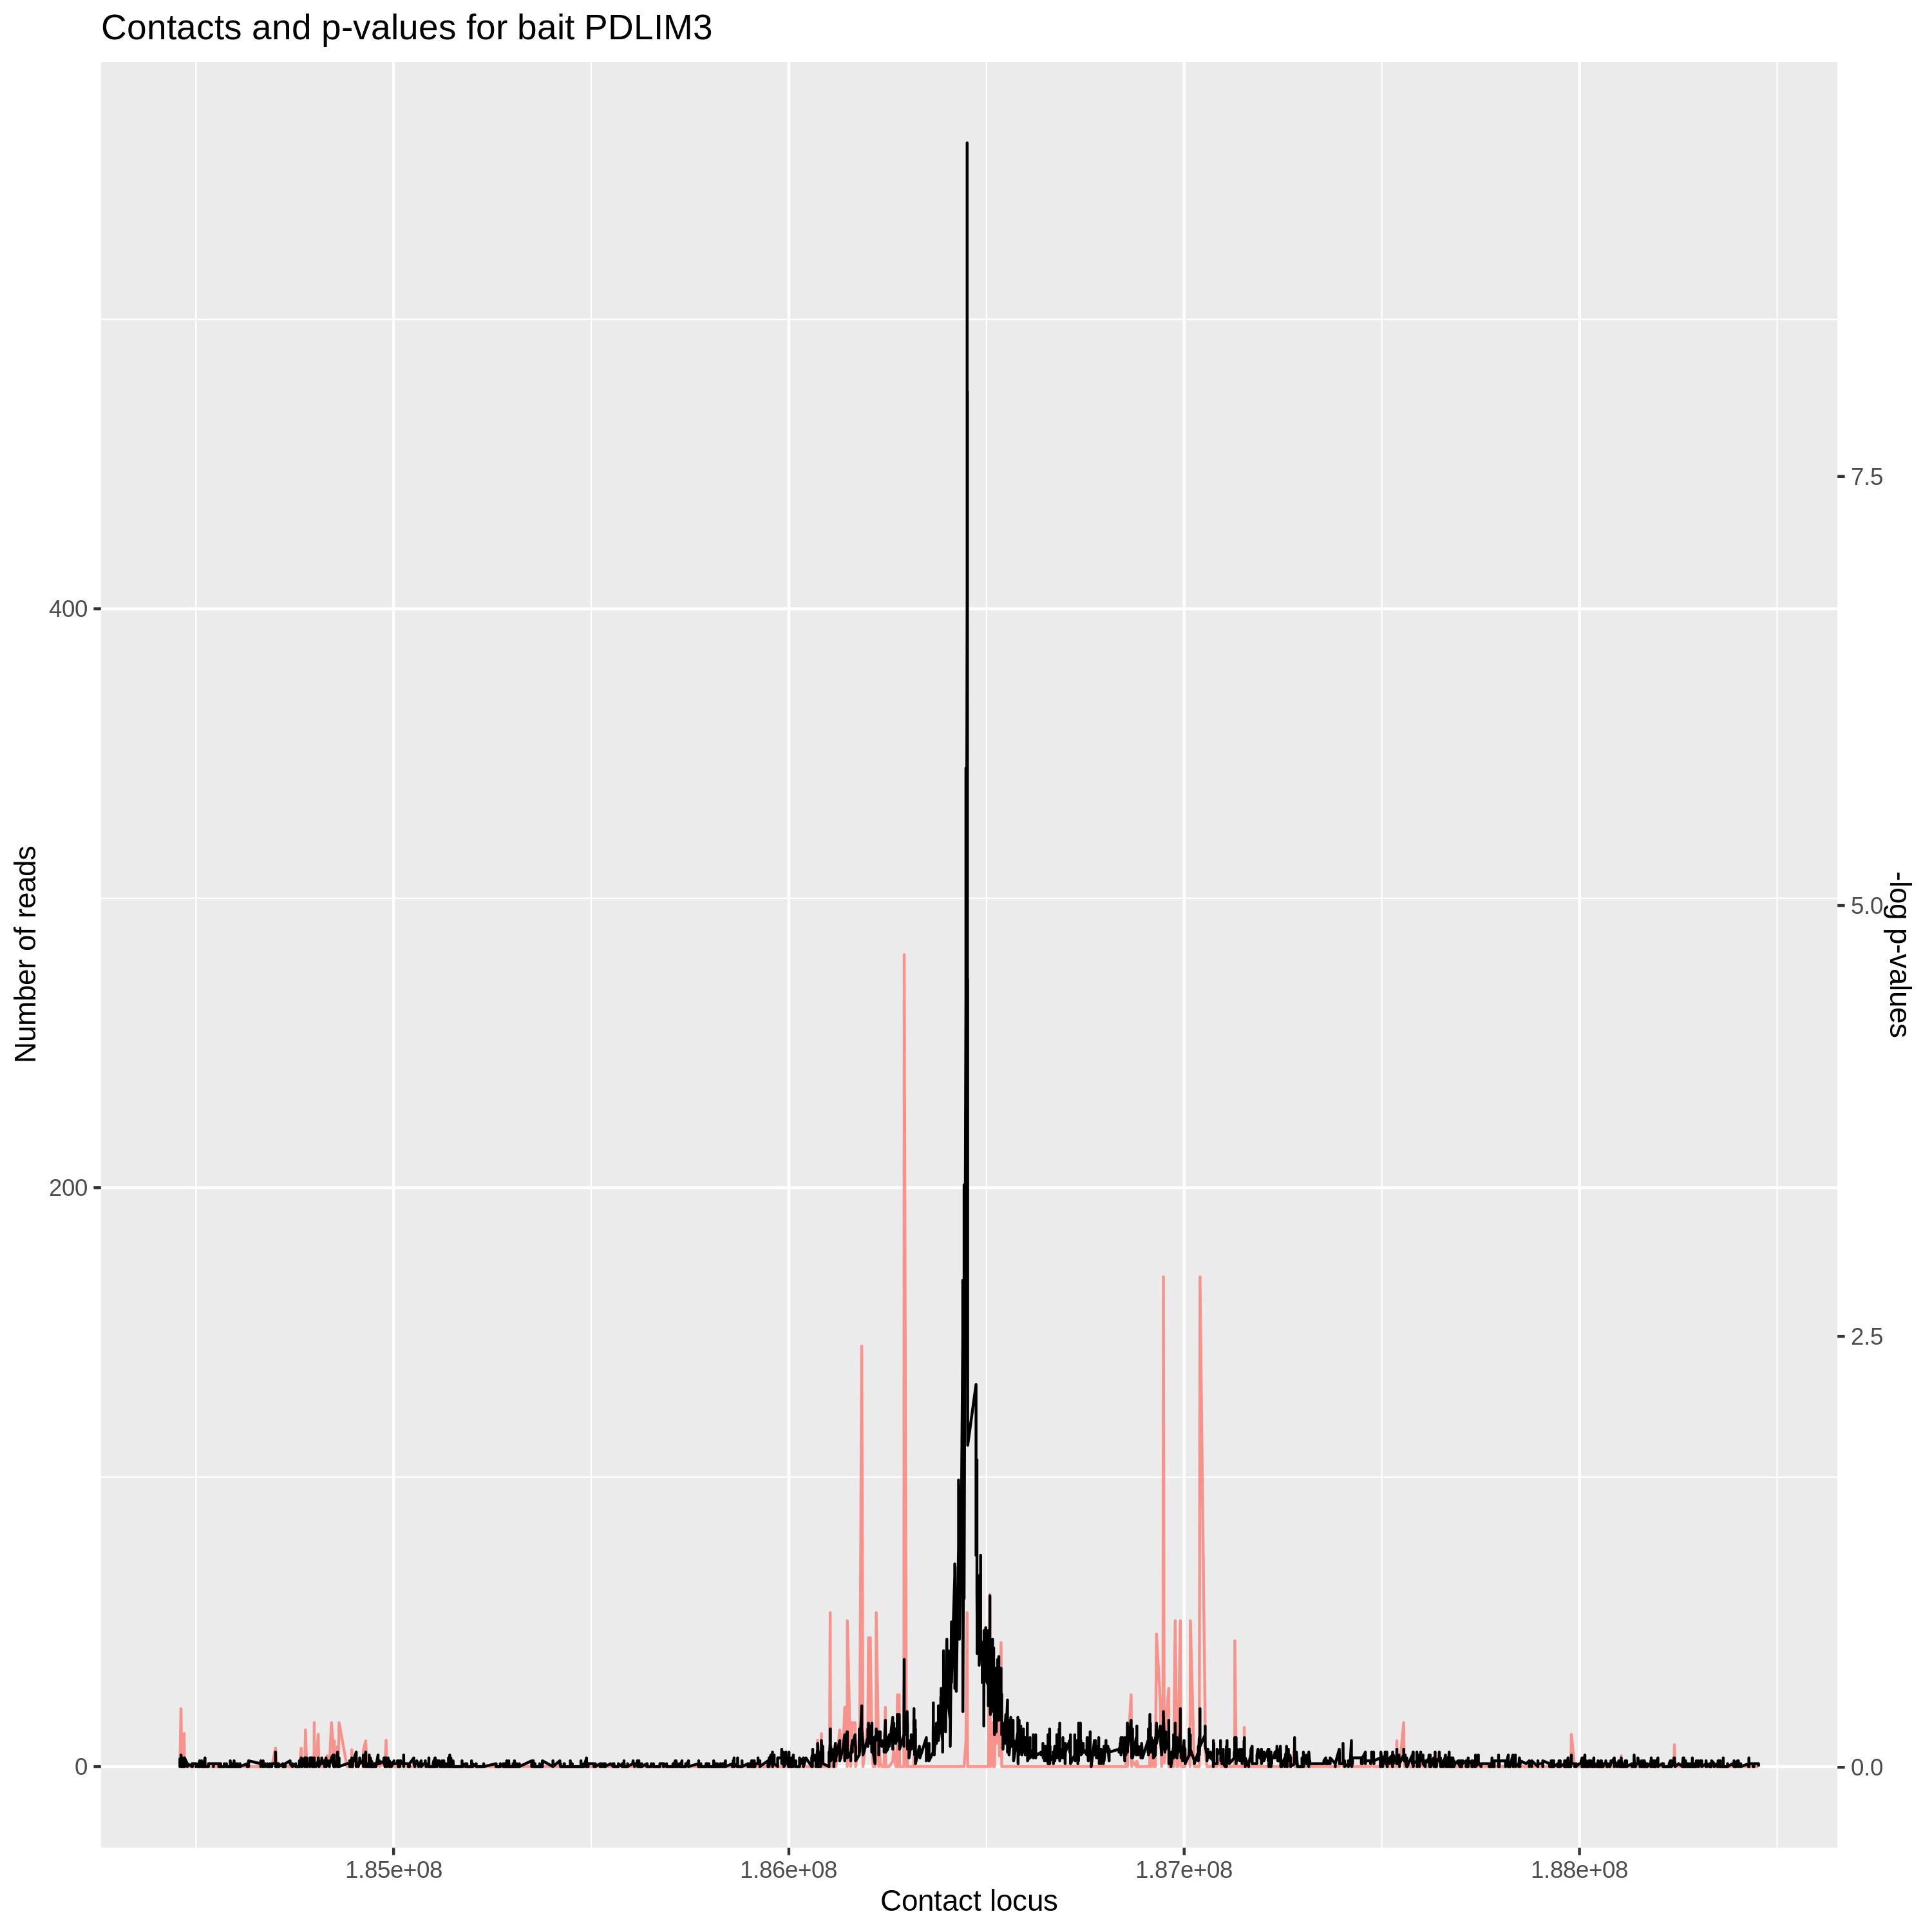 Contacts and p-values for bait PDLIM3
Number of reads
400
200
0
7.5
5.0
2.5
0.0
-log p-values
1.85e+08
1.86e+08
1.87e+08
1.88e+08
Contact locus